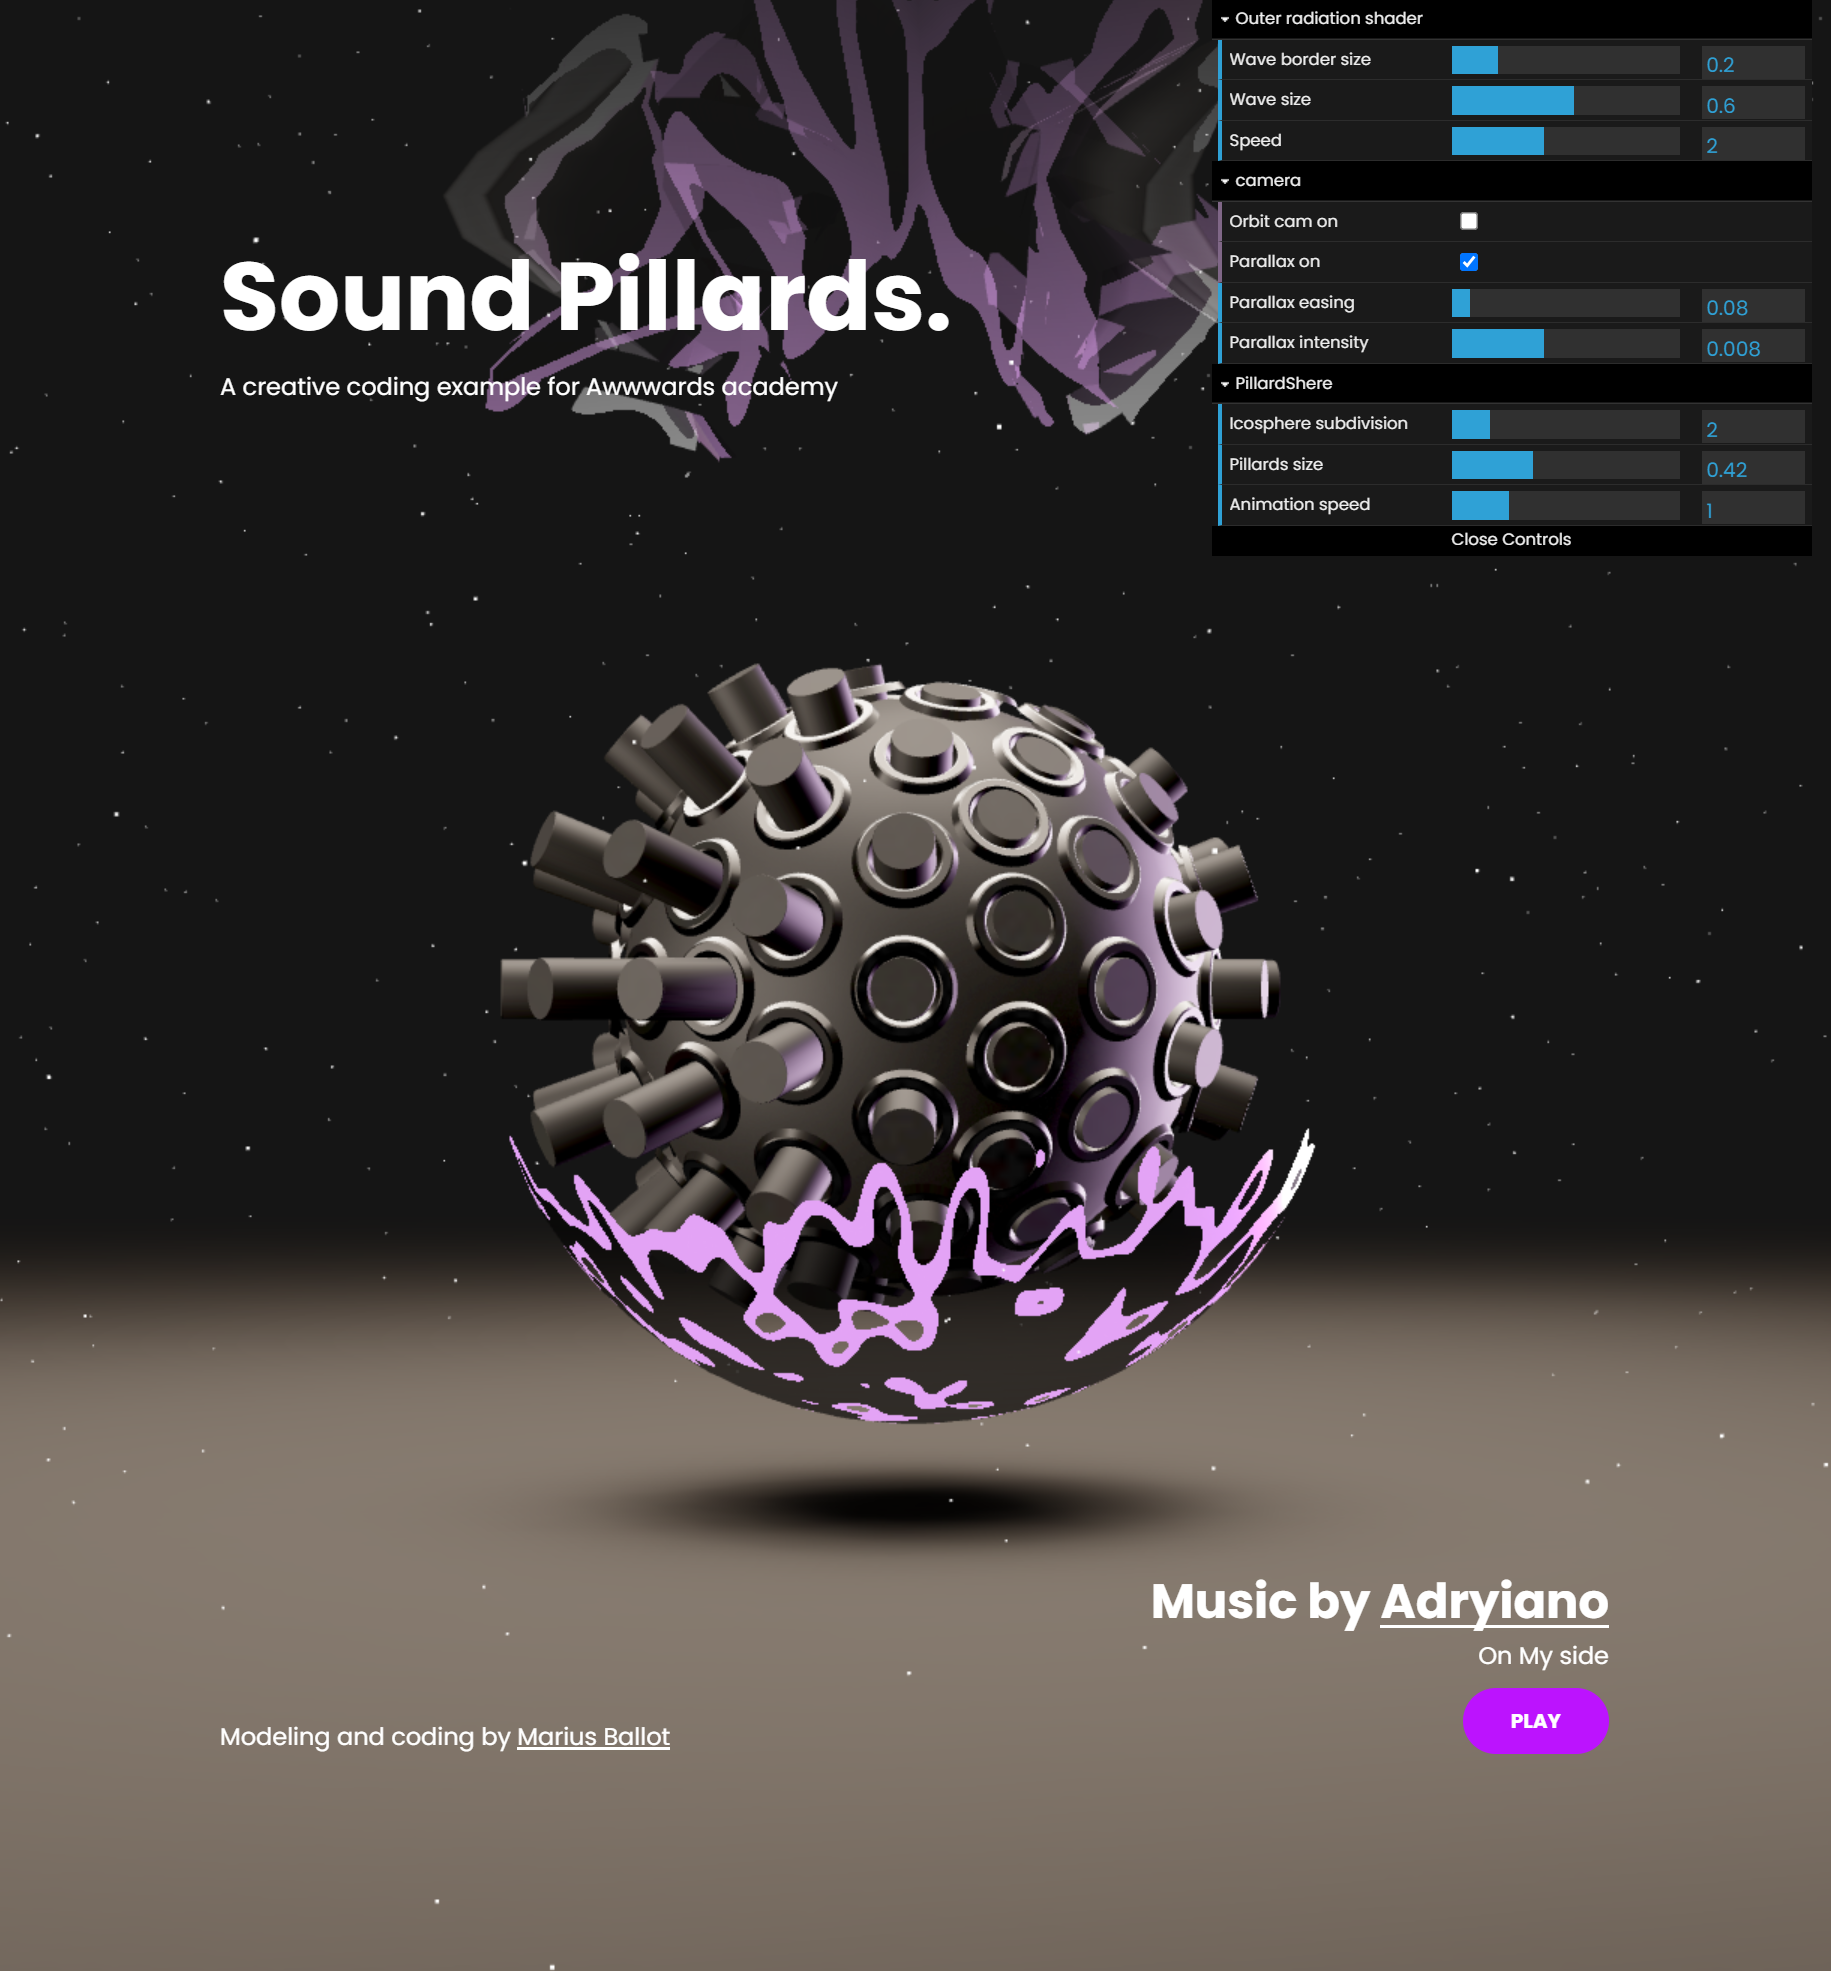 Outer radiation shader
Wave border size 0.2
Wave size 0.6
Speed 2
camera
Orbit cam on
Parallax on
Parallax easing 0.08
Parallax intensity 0.008
PillardShere
Icosphere subdivision 2
Pillards size 0.42
Animation speed 1
Close Controls
Sound Pillards.
A creative coding example for Awwwards academy
Music by Adryiano
On My side
PLAY
Modeling and coding by Marius Ballot